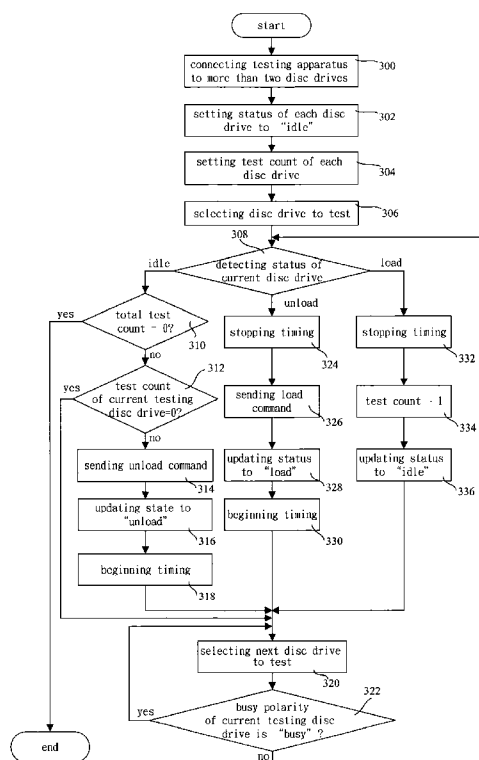 start
connecting testing apparatus
to more than two disc drives
300
setting status of each disc
drive to "idle"
302
setting test count of each
disc drive
304
selecting disc drive to test
306
308
detecting status of
current disc drive
idle
unload
load
total test
count = 0?
310
yes
no
312
test count
of current testing
disc drive=0?
yes
no
sending unload command
314
updating state to
"unload"
316
beginning timing
318
stopping timing
324
sending load
command
326
updating status
to "load"
328
beginning timing
330
stopping timing
332
test count - 1
334
updating status
to "idle"
336
selecting next disc drive
to test
320
322
busy polarity
of current testing disc
drive is "busy" ?
yes
no
end